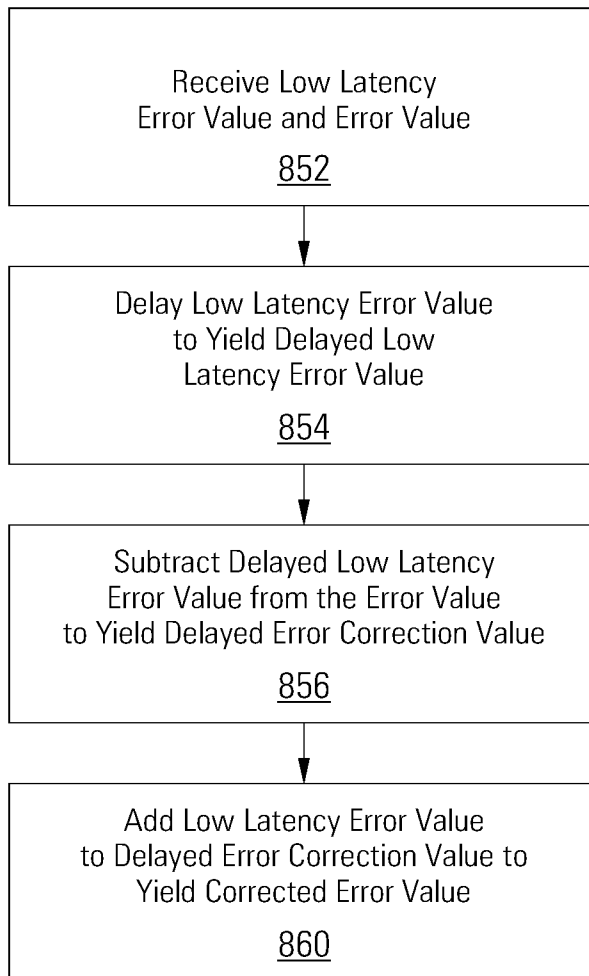 Receive Low Latency
Error Value and Error Value
852
Delay Low Latency Error Value
to Yield Delayed Low
Latency Error Value
854
Subtract Delayed Low Latency
Error Value from the Error Value
to Yield Delayed Error Correction Value
856
Add Low Latency Error Value
to Delayed Error Correction Value to
Yield Corrected Error Value
860